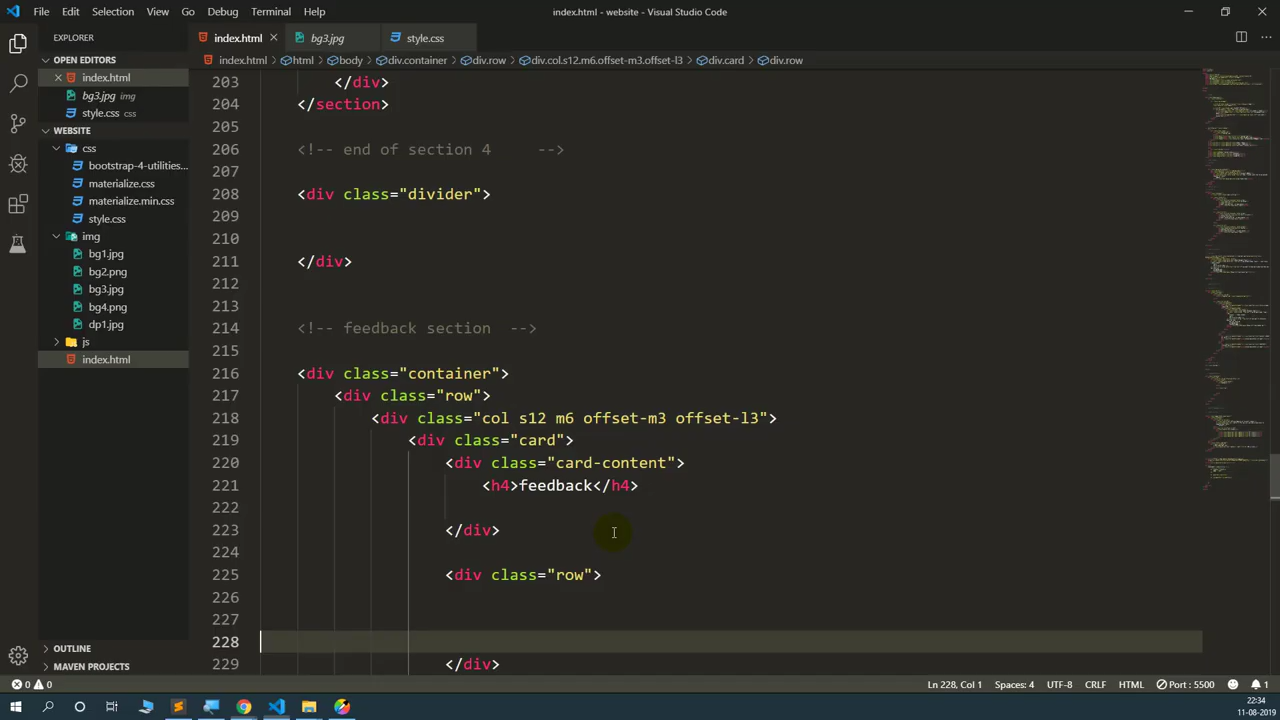 File Edit Selection View Go Debug Terminal Help
index.html - website - Visual Studio Code
EXPLORER
index.html
bg3.jpg
style.css
index.html html body div.container div.row div.col.s12.m6.offset-m3.offset-l3 div.card div.row
OPEN EDITORS
index.html
bg3.jpg img
style.css css
WEBSITE
css
bootstrap-4-utilities...
materialize.css
materialize.min.css
style.css
img
bg1.jpg
bg2.png
bg3.jpg
bg4.png
dp1.jpg
js
index.html
OUTLINE
MAVEN PROJECTS
203 </div>
204 </section>
205
206 <!-- end of section 4 -->
207
208 <div class="divider">
209
210
211 </div>
212
213
214 <!-- feedback section -->
215
216 <div class="container">
217 <div class="row">
218 <div class="col s12 m6 offset-m3 offset-l3">
219 <div class="card">
220 <div class="card-content">
221 <h4>feedback</h4>
222
223 </div>
224
225 <div class="row">
226
227
228
229 </div>
0 0
Ln 228, Col 1 Spaces: 4 UTF-8 CRLF HTML Port : 5500 1
22:34
11-08-2019